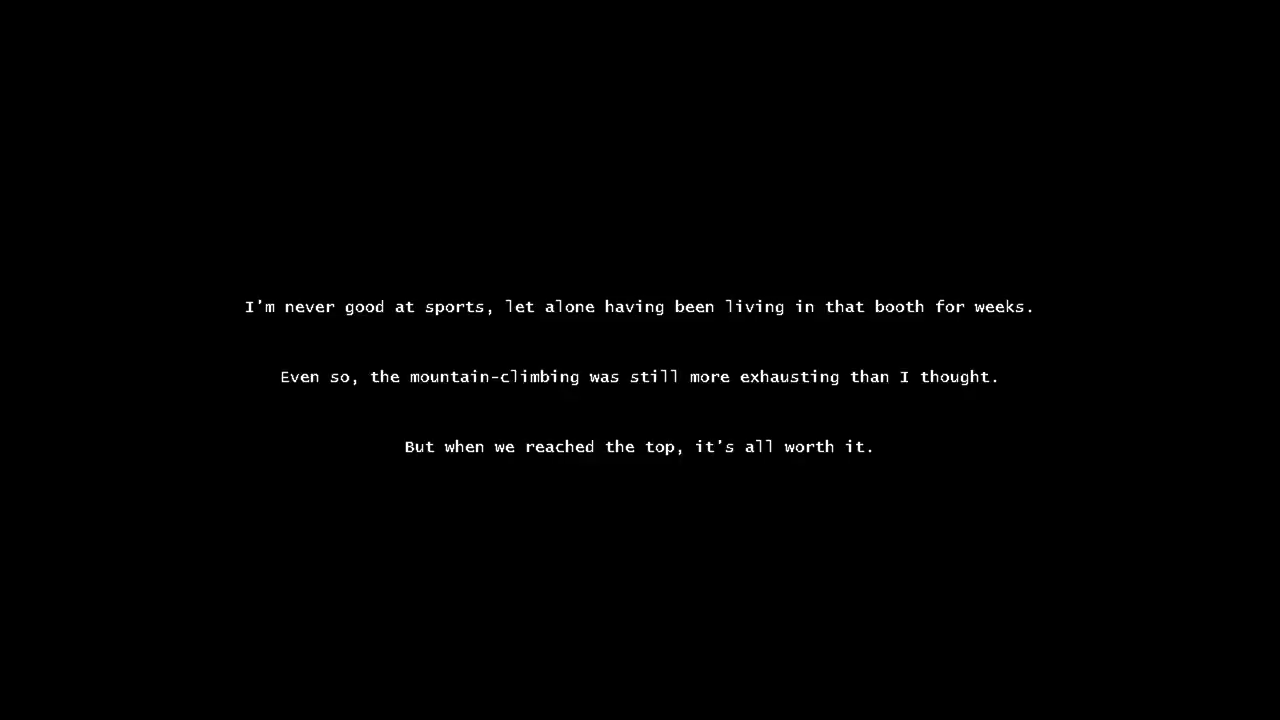 I'm never good at sports, let alone having been living in that booth for weeks.
Even so, the mountain-climbing was still more exhausting than I thought.
But when we reached the top, it's all worth it.